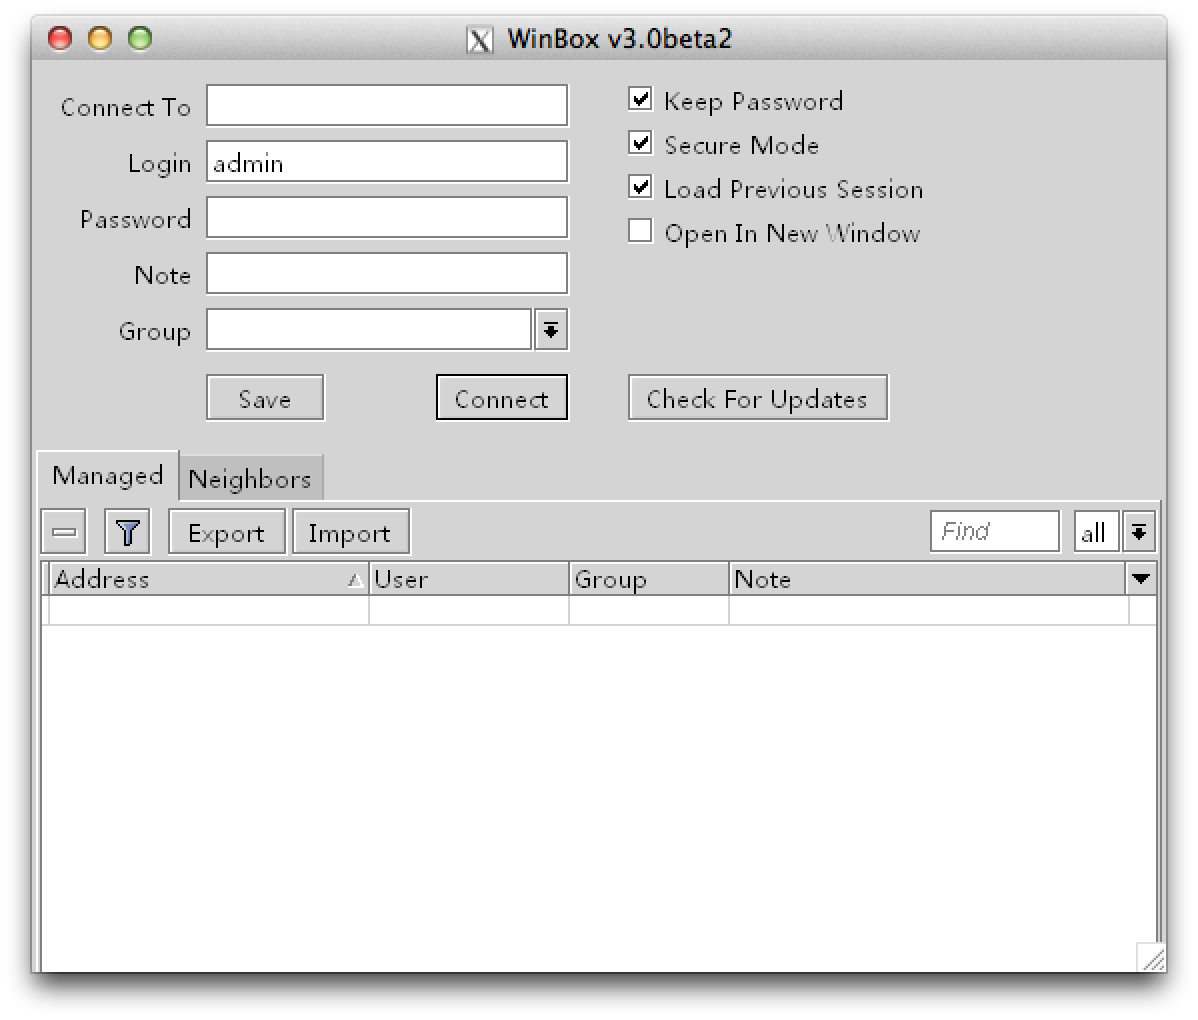 WinBox v3.0beta2
Connect To
Keep Password
Login admin
Secure Mode
Password
Load Previous Session
Open In New Window
Note
Group
Save Connect Check For Updates
Managed Neighbors
Export Import Find all
Address User Group Note